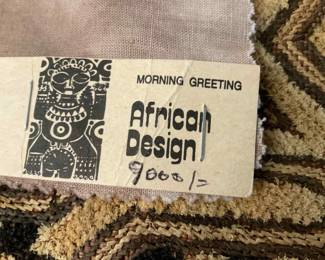 MORNING GREETING
African
Design
9000/=